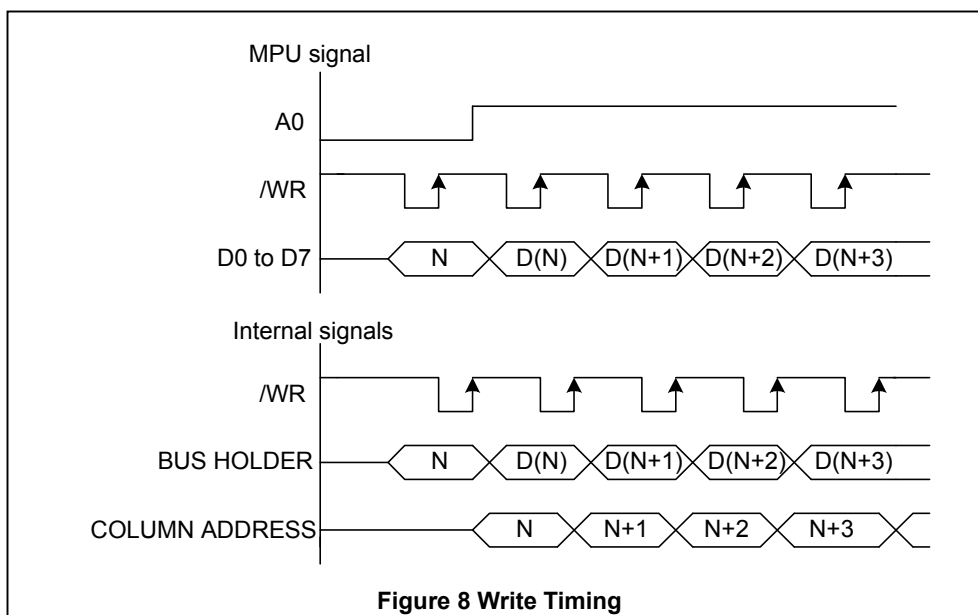 MPU signal
A0
/WR
D0 to D7
N D(N) D(N+1) D(N+2) D(N+3)
Internal signals
/WR
BUS HOLDER
N D(N) D(N+1) D(N+2) D(N+3)
COLUMN ADDRESS
N N+1 N+2 N+3
Figure 8 Write Timing